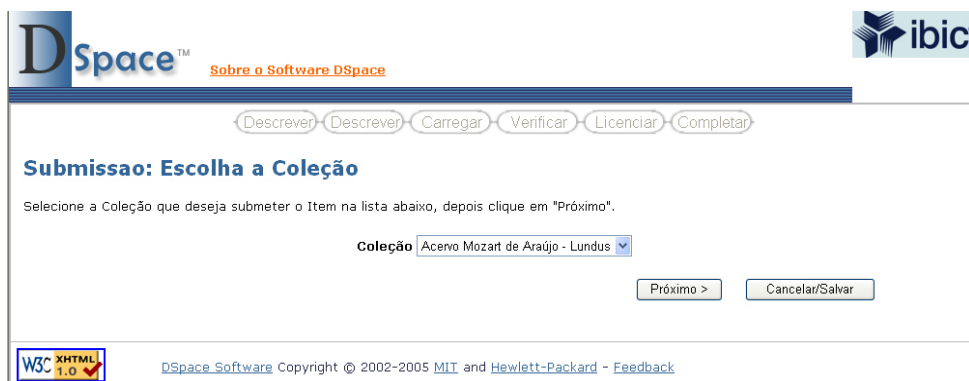 DSpace™
ibic
Sobre o Software DSpace
Descrever Descrever Carregar Verificar Licenciar Completar
Submissao: Escolha a Coleção
Selecione a Coleção que deseja submeter o Item na lista abaixo, depois clique em "Próximo".
Coleção Acervo Mozart de Araújo - Lundus
Próximo > Cancelar/Salvar
W3C XHTML 1.0
DSpace Software Copyright © 2002-2005 MIT and Hewlett-Packard - Feedback